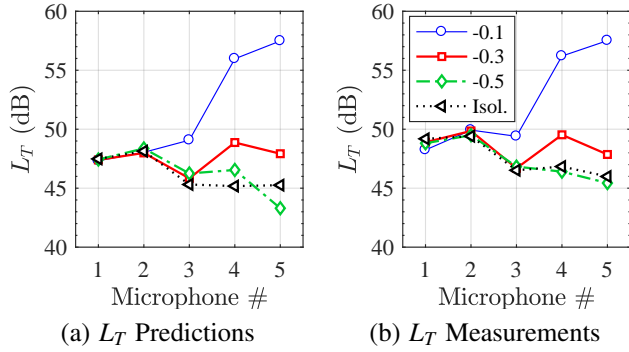 60
55
50
45
40
L_T (dB)
1 2 3 4 5
Microphone #
(a) L_T Predictions
60
55
50
45
40
L_T (dB)
-0.1
-0.3
-0.5
Isol.
1 2 3 4 5
Microphone #
(b) L_T Measurements